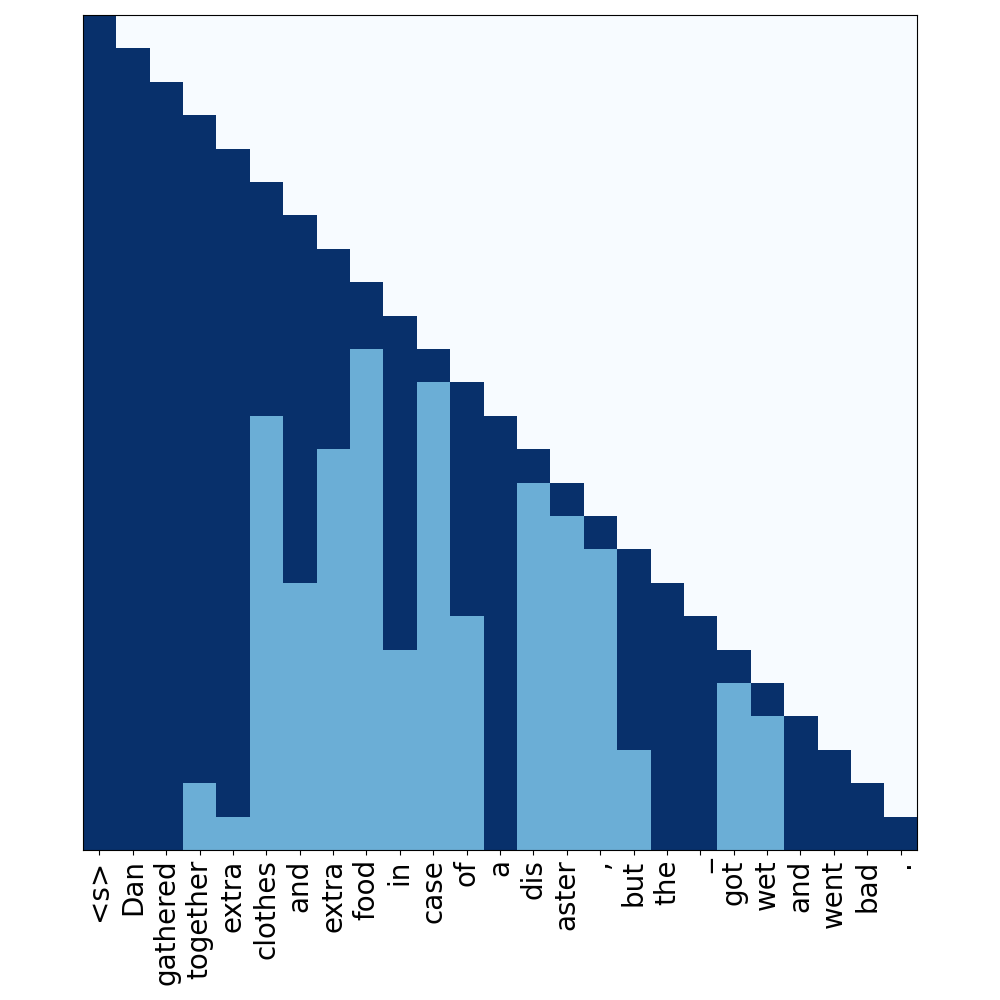 <s>
Dan
gathered
together
extra
clothes
and
extra
food
in
case
of
a
dis
aster
,
but
the
_
got
wet
and
went
bad
.